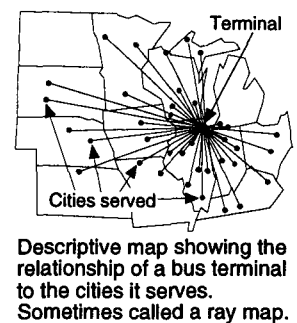 Terminal
Cities served
Descriptive map showing the
relationship of a bus terminal
to the cities it serves.
Sometimes called a ray map.